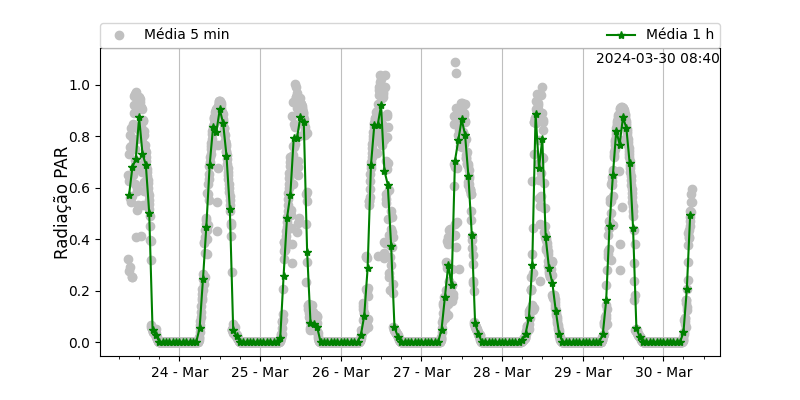 Média 5 min
Média 1 h
2024-03-30 08:40
Radiação PAR
1.0
0.8
0.6
0.4
0.2
0.0
24 - Mar
25 - Mar
26 - Mar
27 - Mar
28 - Mar
29 - Mar
30 - Mar